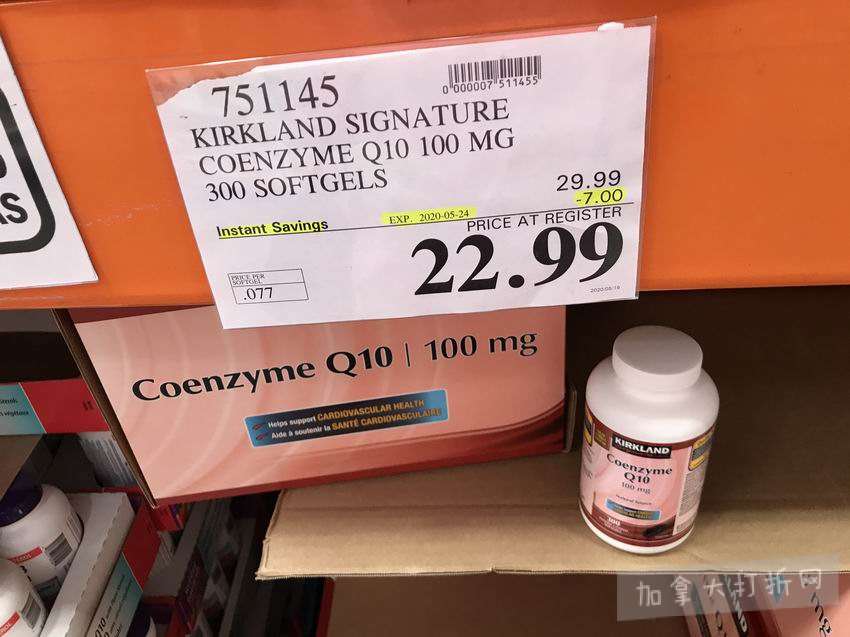 751145
0 000007 511455
KIRKLAND SIGNATURE
COENZYME Q10 100 MG
300 SOFTGELS
29.99
-7.00
Instant Savings
EXP. 2020-05-24
PRICE AT REGISTER
22.99
PRICE PER
SOFTGEL
.077
Coenzyme Q10 | 100 mg
Helps support CARDIOVASCULAR HEALTH
Aide à soutenir la SANTÉ CARDIOVASCULAIRE
KIRKLAND
Coenzyme
Q10
100 mg
300
加拿大打折网